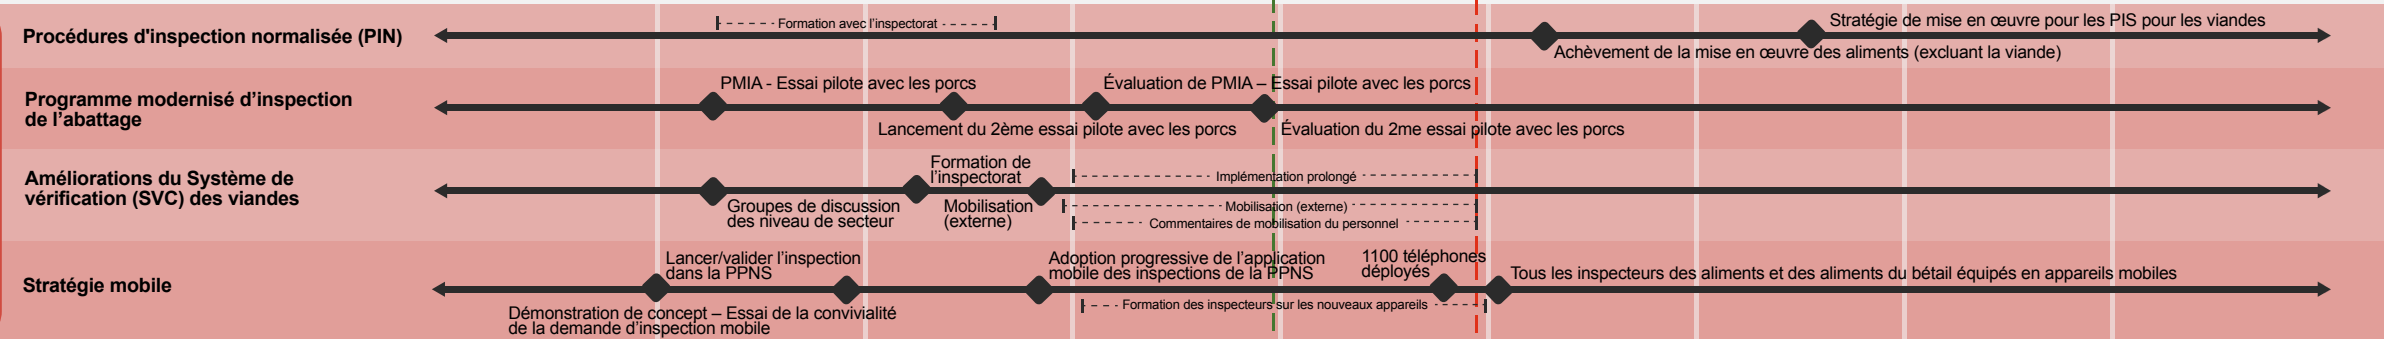 Procédures d'inspection normalisée (PIN)
Formation avec l’inspectorat
Stratégie de mise en œuvre pour les PIS pour les viandes
Achèvement de la mise en œuvre des aliments (excluant la viande)
Programme modernisé d’inspection
de l’abattage
PMIA - Essai pilote avec les porcs
Évaluation de PMIA – Essai pilote avec les porcs
Lancement du 2ème essai pilote avec les porcs
Évaluation du 2me essai pilote avec les porcs
Améliorations du Système de
vérification (SVC) des viandes
Formation de
l’inspectorat
Implémentation prolongé
Groupes de discussion
des niveau de secteur
Mobilisation
(externe)
Mobilisation (externe)
Commentaires de mobilisation du personnel
Stratégie mobile
Lancer/valider l’inspection
dans la PPNS
Adoption progressive de l’application
mobile des inspections de la PPNS
1100 téléphones
déployés
Tous les inspecteurs des aliments et des aliments du bétail équipés en appareils mobiles
Formation des inspecteurs sur les nouveaux appareils
Démonstration de concept – Essai de la convivialité
de la demande d’inspection mobile